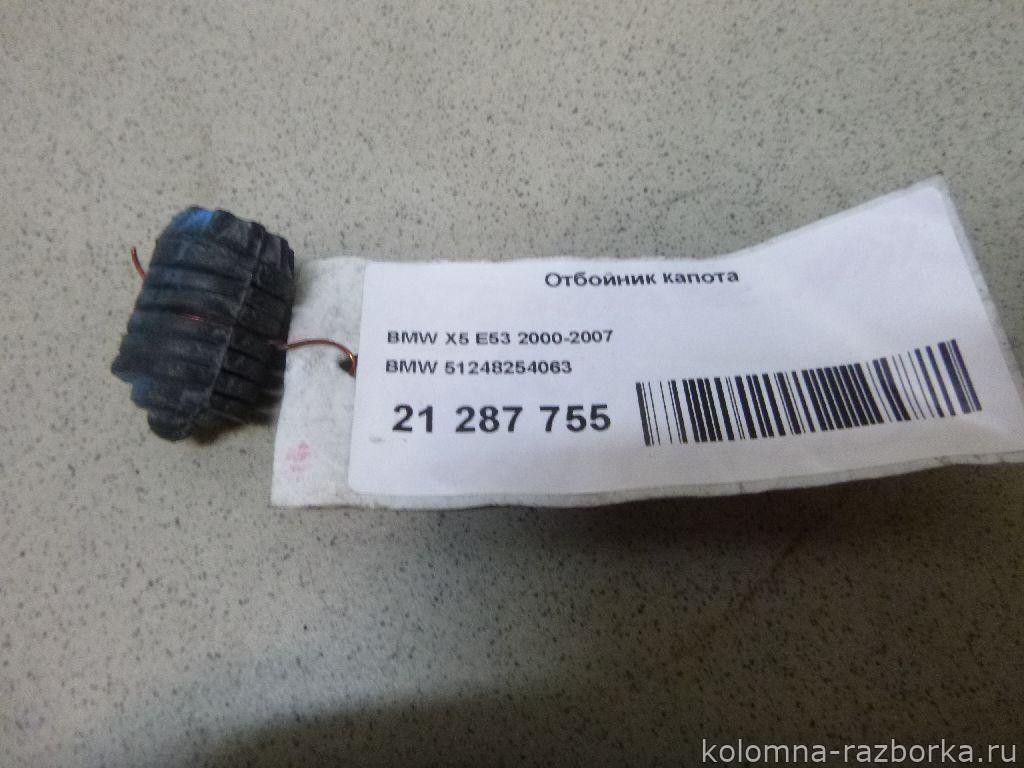 Отбойник капота
BMW X5 E53 2000-2007
BMW 51248254063
21 287 755
kolomna-razborka.ru